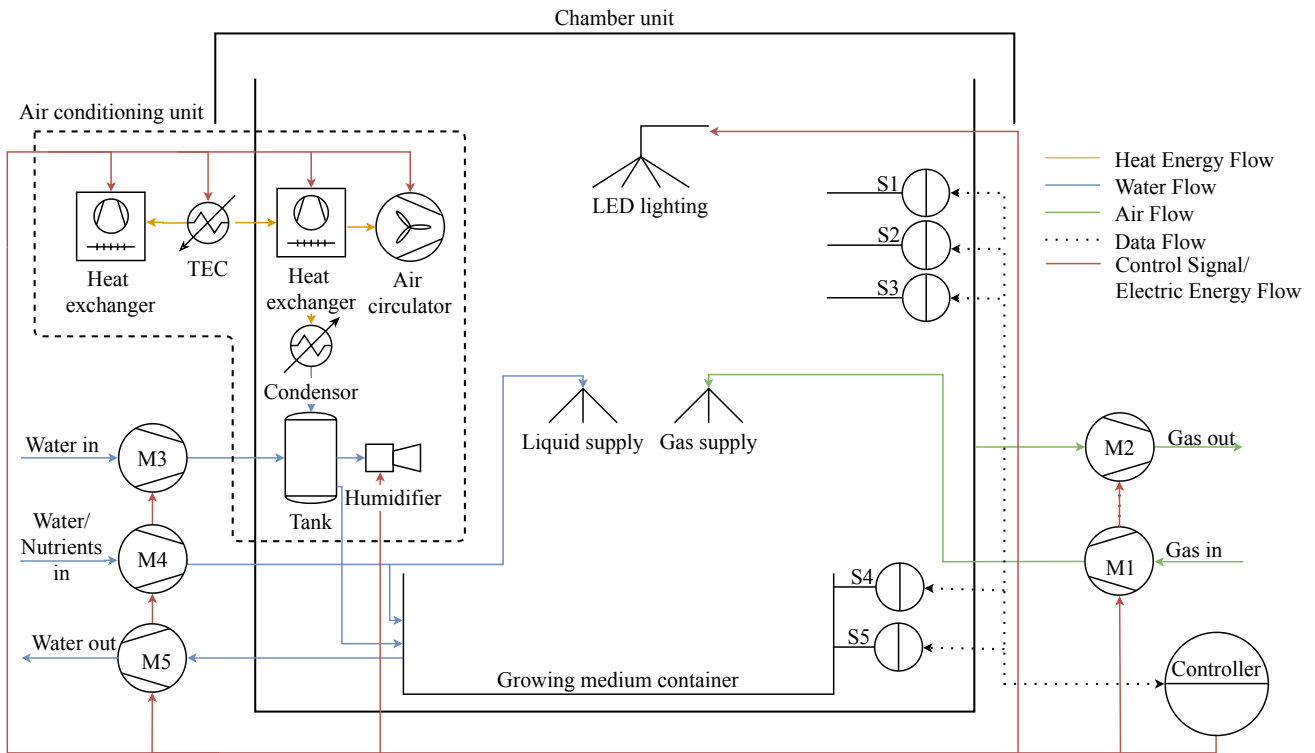 Chamber unit
Air conditioning unit
Heat
exchanger
TEC
Heat
exchanger
Air
circulator
Condensor
Tank
Humidifier
LED lighting
S1
S2
S3
Heat Energy Flow
Water Flow
Air Flow
Data Flow
Control Signal/
Electric Energy Flow
Water in
M3
Water/
Nutrients
in
M4
Water out
M5
Liquid supply
Gas supply
M2
Gas out
M1
Gas in
S4
S5
Growing medium container
Controller